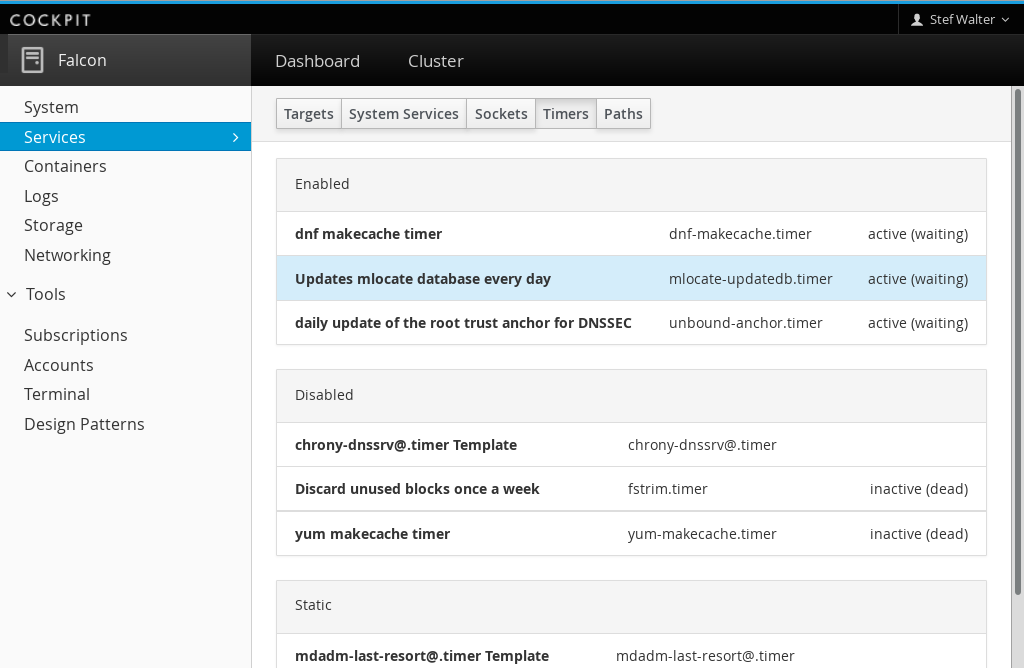 COCKPIT
Stef Walter
Falcon
Dashboard Cluster
System
Services
Containers
Logs
Storage
Networking
Tools
Subscriptions
Accounts
Terminal
Design Patterns
Targets System Services Sockets Timers Paths
Enabled
dnf makecache timer dnf-makecache.timer active (waiting)
Updates mlocate database every day mlocate-updatedb.timer active (waiting)
daily update of the root trust anchor for DNSSEC unbound-anchor.timer active (waiting)
Disabled
chrony-dnssrv@.timer Template chrony-dnssrv@.timer
Discard unused blocks once a week fstrim.timer inactive (dead)
yum makecache timer yum-makecache.timer inactive (dead)
Static
mdadm-last-resort@.timer Template mdadm-last-resort@.timer